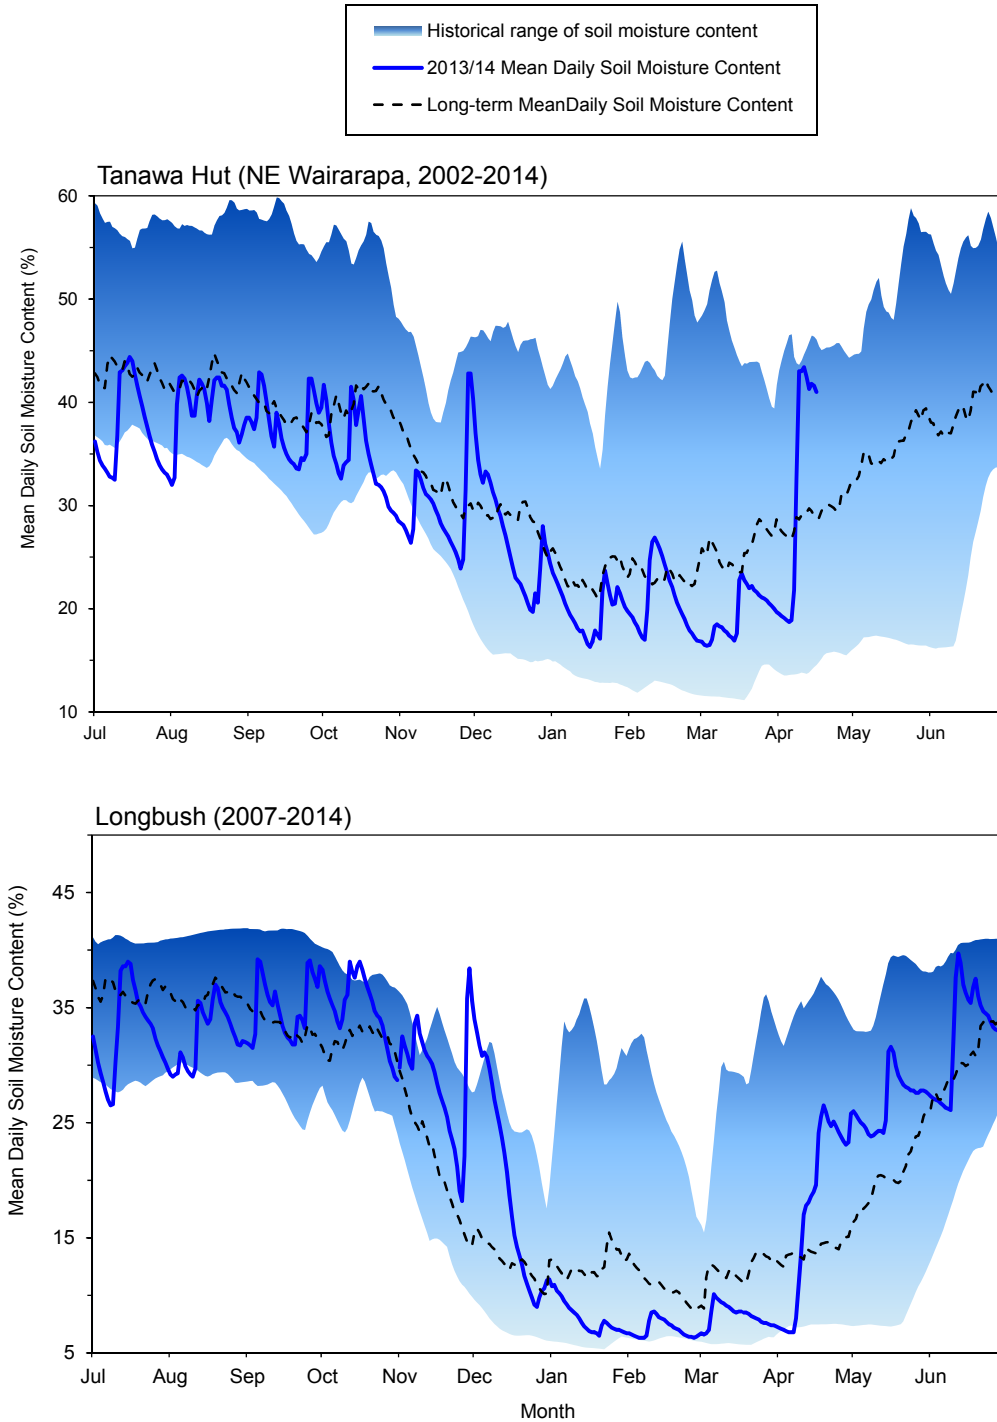 Historical range of soil moisture content
2013/14 Mean Daily Soil Moisture Content
Long-term MeanDaily Soil Moisture Content
Tanawa Hut (NE Wairarapa, 2002-2014)
Mean Daily Soil Moisture Content (%)
60
50
40
30
20
10
Jul Aug Sep Oct Nov Dec Jan Feb Mar Apr May Jun
Longbush (2007-2014)
Mean Daily Soil Moisture Content (%)
45
35
25
15
5
Jul Aug Sep Oct Nov Dec Jan Feb Mar Apr May Jun
Month